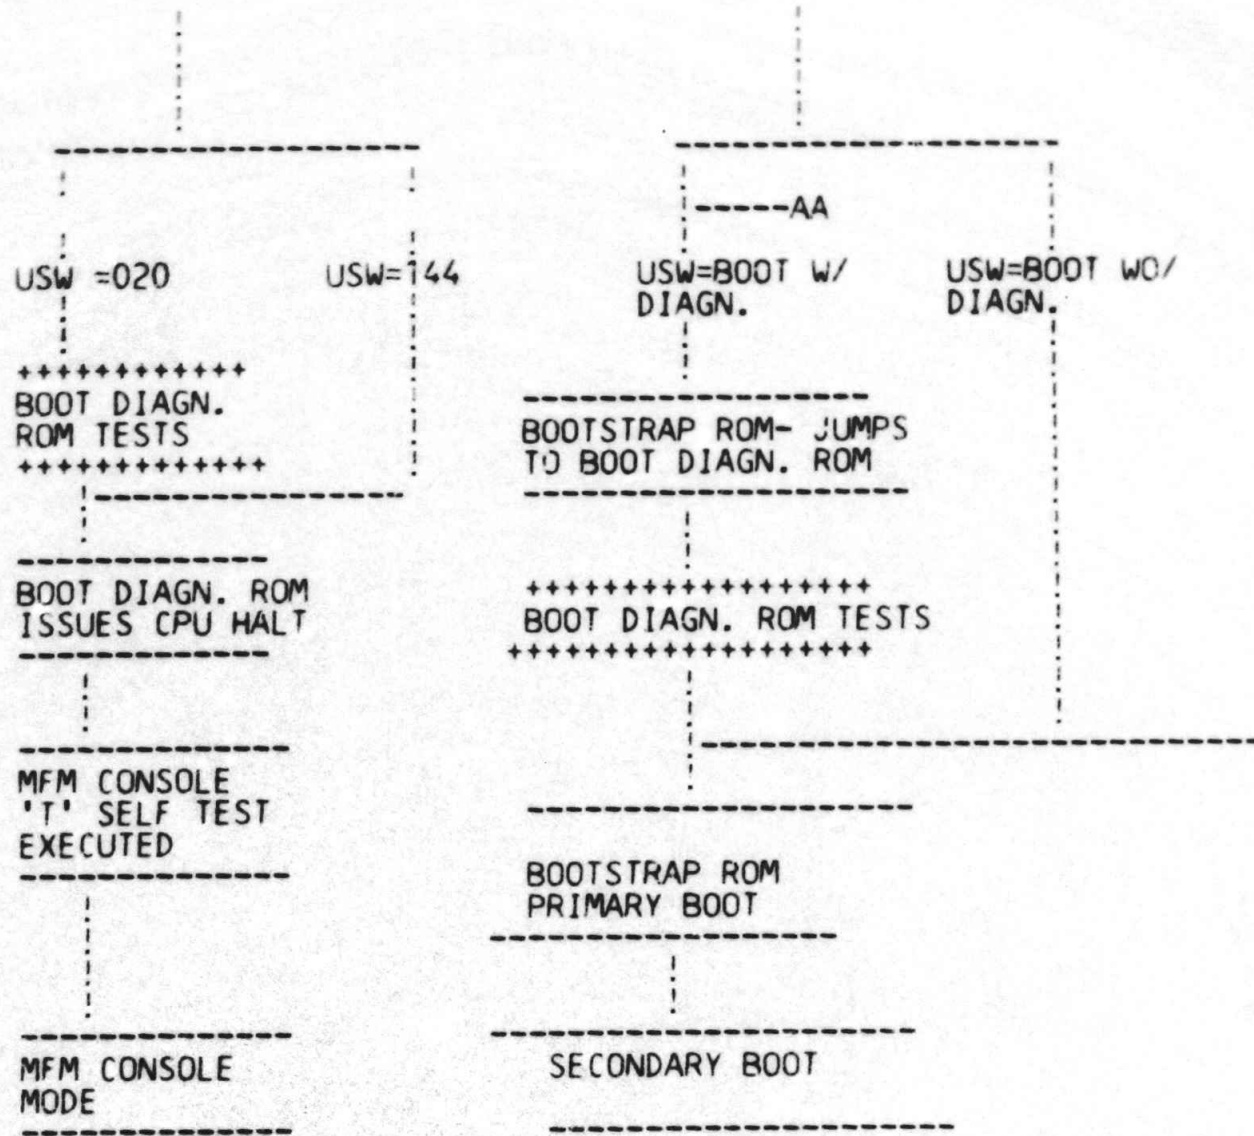 -----AA
USW =020 USW=144 USW=BOOT W/ USW=BOOT WO/
DIAGN. DIAGN.
++++++++++++
BOOT DIAGN.
ROM TESTS
+++++++++++++
BOOTSTRAP ROM- JUMPS
TO BOOT DIAGN. ROM
BOOT DIAGN. ROM
ISSUES CPU HALT
++++++++++++++++++
BOOT DIAGN. ROM TESTS
+++++++++++++++++++
MFM CONSOLE
'T' SELF TEST
EXECUTED
BOOTSTRAP ROM
PRIMARY BOOT
MFM CONSOLE
MODE
SECONDARY BOOT